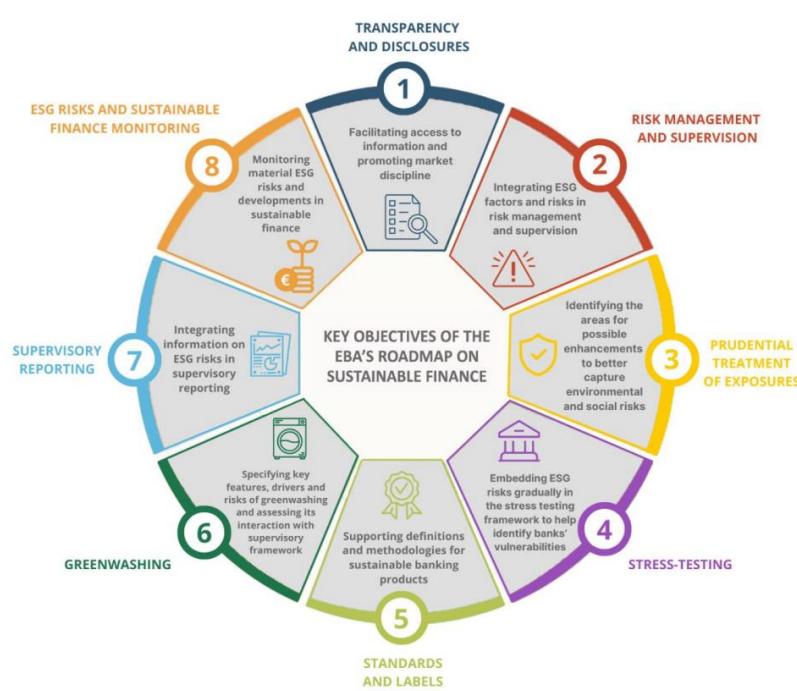 TRANSPARENCY
AND DISCLOSURES
1
Facilitating access to
information and
promoting market
discipline
RISK MANAGEMENT
AND SUPERVISION
2
Integrating ESG
factors and risks in
risk management
and supervision
PRUDENTIAL
TREATMENT
OF EXPOSURES
3
Identifying the
areas for
possible
enhancements
to better
capture
environmental
and social risks
STRESS-TESTING
4
Embedding ESG
risks gradually in
the stress testing
framework to help
identify banks'
vulnerabilities
STANDARDS
AND LABELS
5
Supporting definitions
and methodologies for
sustainable banking
products
GREENWASHING
6
Specifying key
features, drivers and
risks of greenwashing
and assessing its
interaction with
supervisory
framework
SUPERVISORY
REPORTING
7
Integrating
information on
ESG risks in
supervisory
reporting
ESG RISKS AND SUSTAINABLE
FINANCE MONITORING
8
Monitoring
material ESG
risks and
developments in
sustainable
finance
€
KEY OBJECTIVES OF THE
EBA'S ROADMAP ON
SUSTAINABLE FINANCE